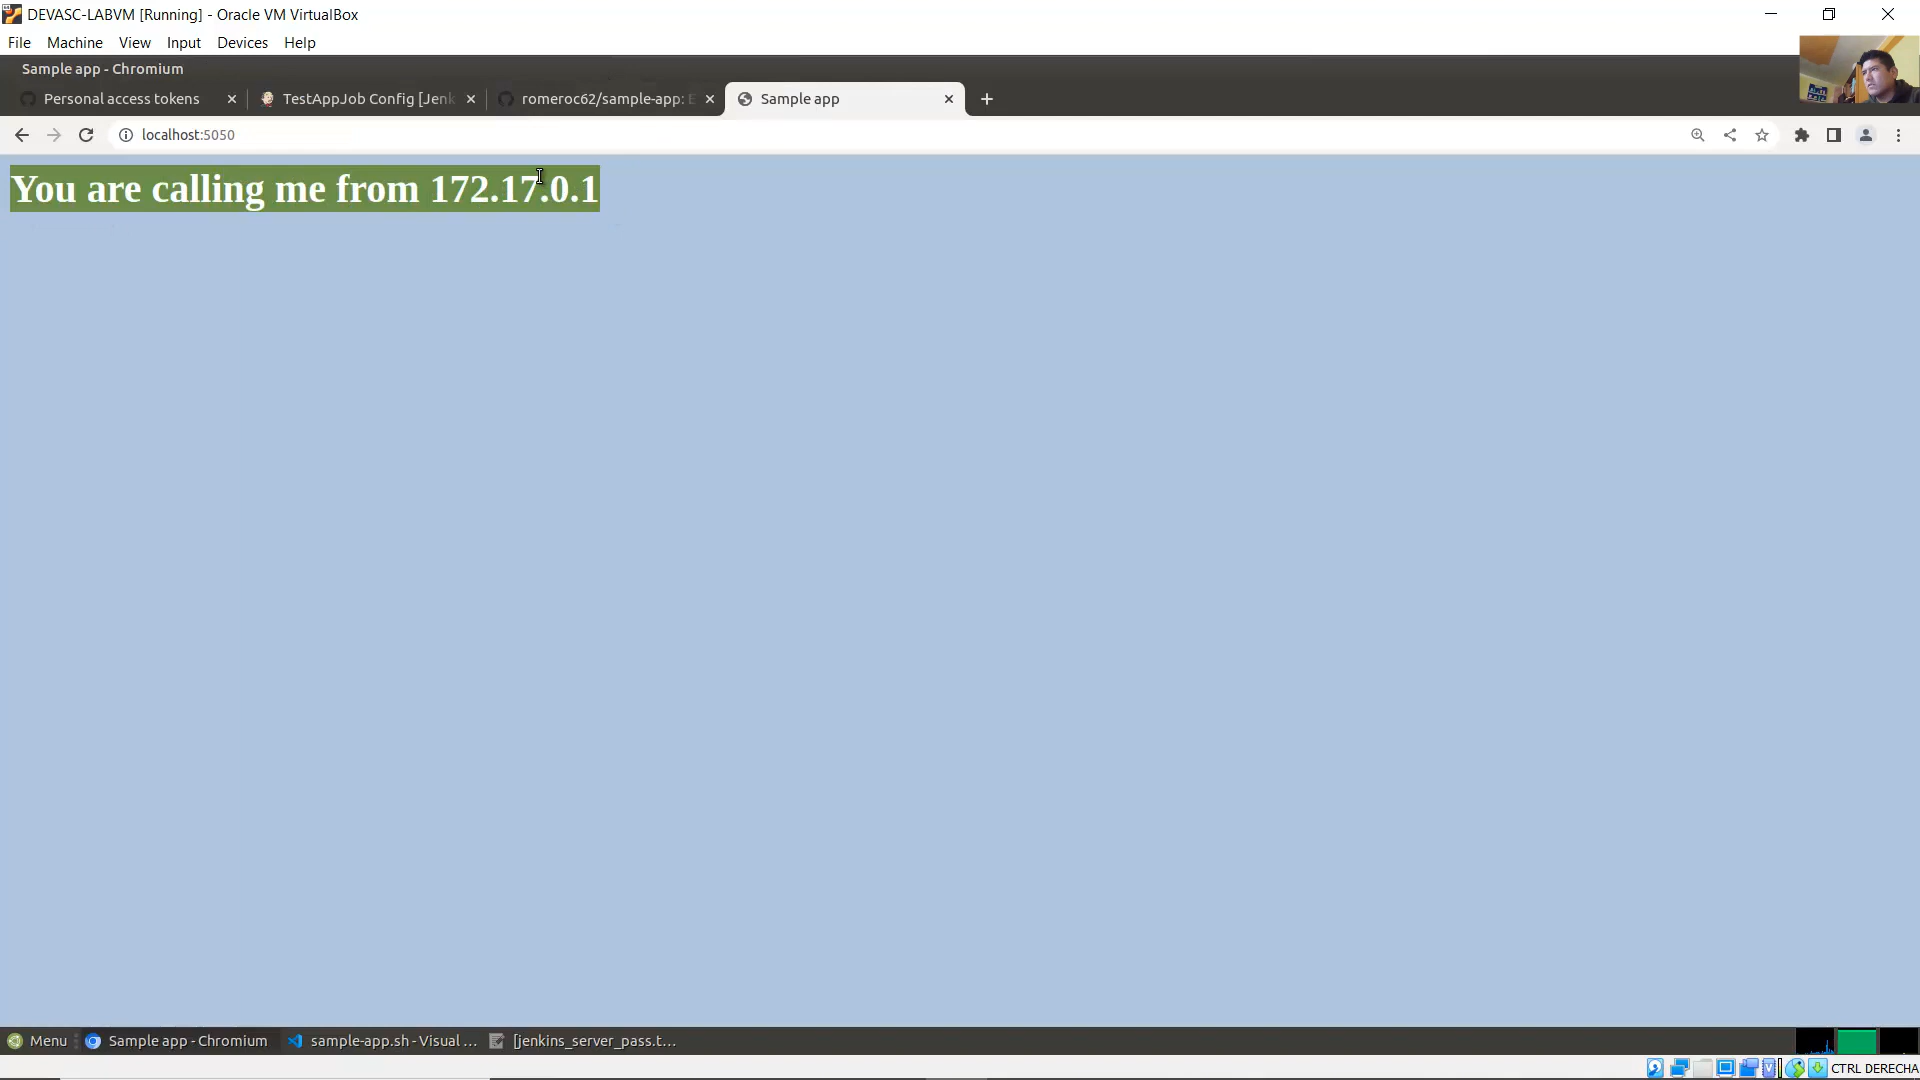 DEVASC-LABVM [Running] - Oracle VM VirtualBox
File Machine View Input Devices Help
Sample app - Chromium
Personal access tokens
TestAppJob Config [Jenk
romeroc62/sample-app: E
Sample app
localhost:5050
You are calling me from 172.17.0.1
Menu
Sample app - Chromium
sample-app.sh - Visual ...
[jenkins_server_pass.t...
CTRL DERECHA